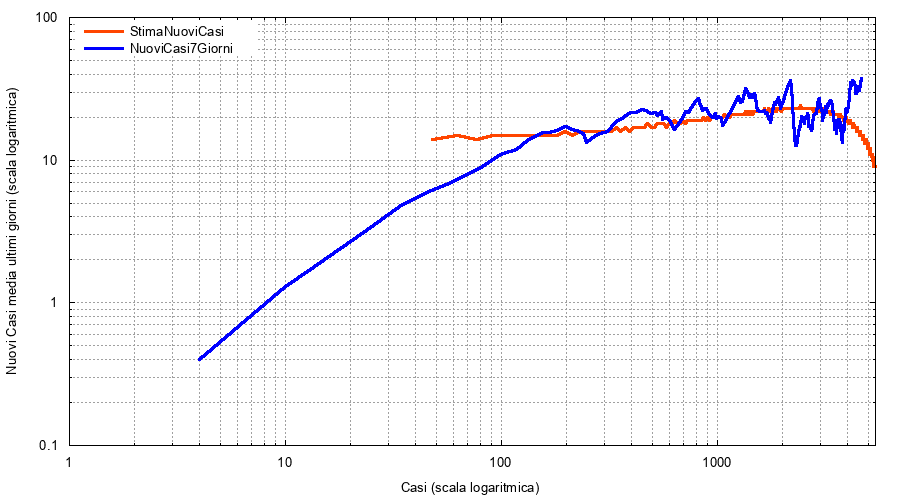 100
10
1
0.1
StimaNuoviCasi
NuoviCasi7Giorni
Nuovi Casi media ultimi giorni (scala logaritmica)
1
10
100
1000
Casi (scala logaritmica)